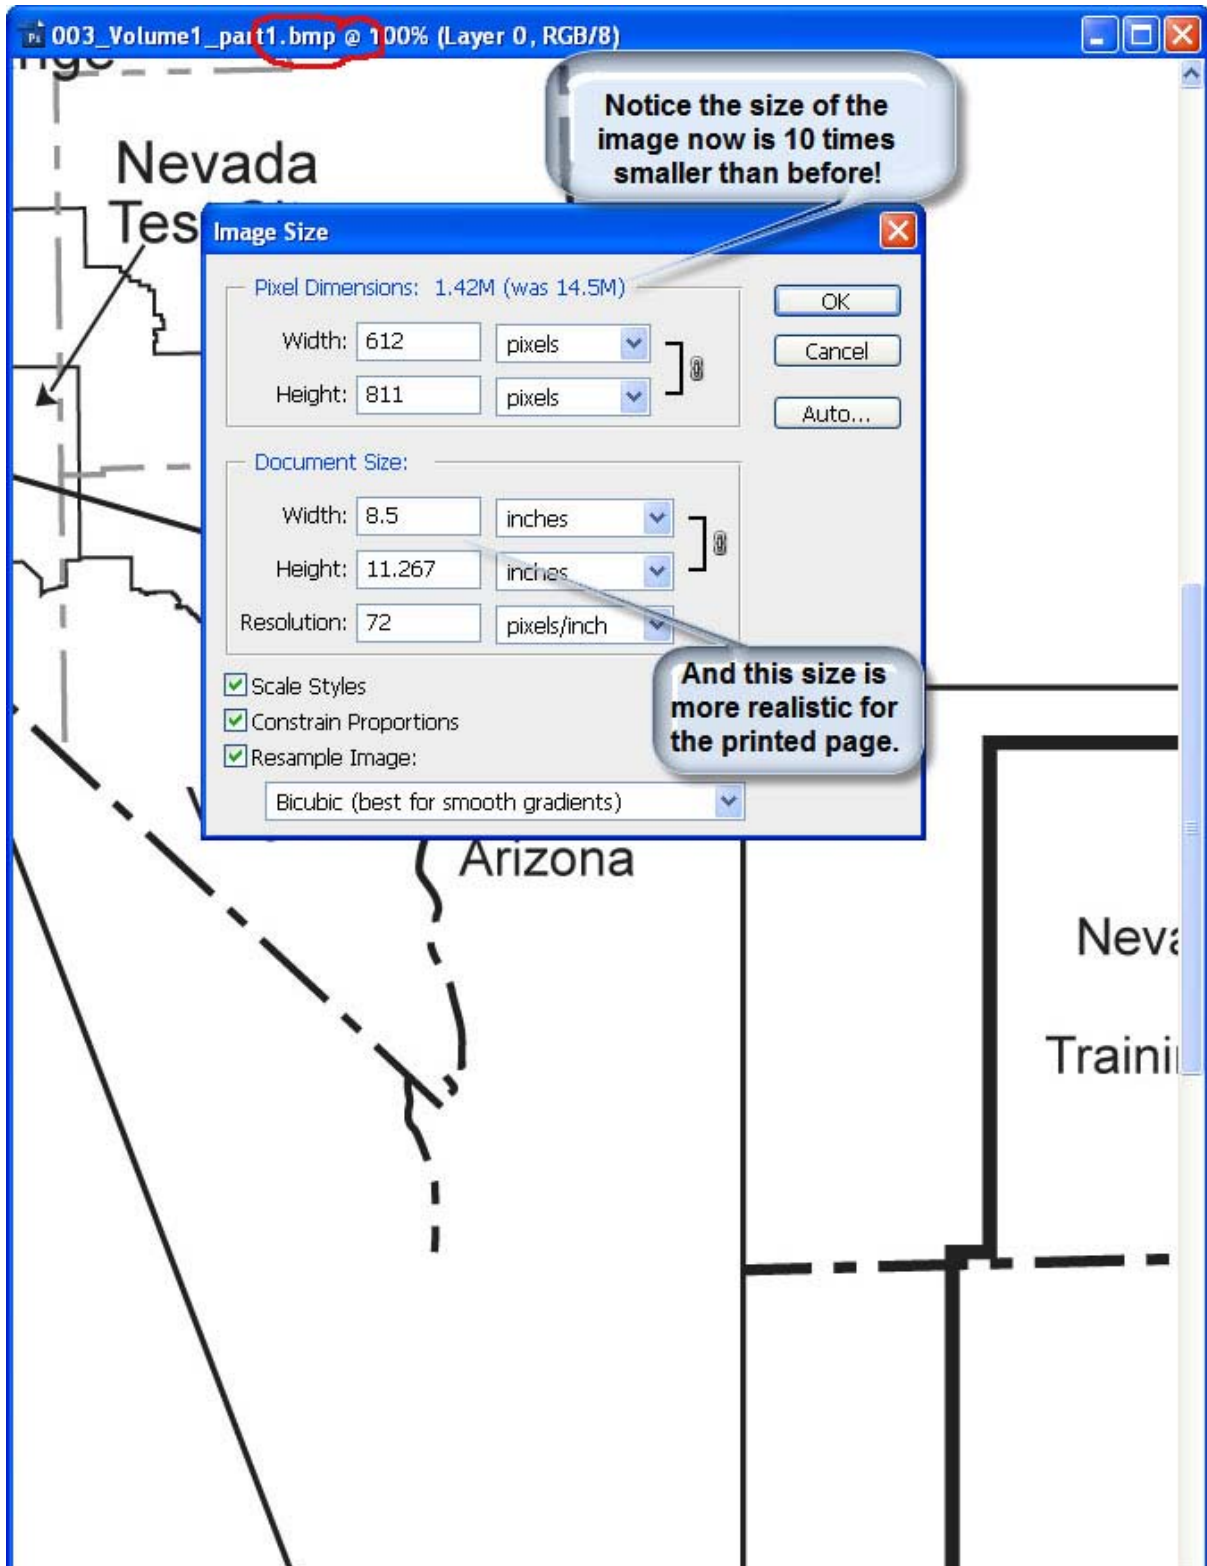 003_Volume1_part1.bmp @ 100% (Layer 0, RGB/8)
Nevada
Notice the size of the
image now is 10 times
smaller than before!
Image Size
Pixel Dimensions: 1.42M (was 14.5M)
Width: 612 pixels
Height: 811 pixels
OK
Cancel
Auto...
Document Size:
Width: 8.5 inches
Height: 11.267 inches
Resolution: 72 pixels/inch
And this size is
more realistic for
the printed page.
Scale Styles
Constrain Proportions
Resample Image:
Bicubic (best for smooth gradients)
Arizona